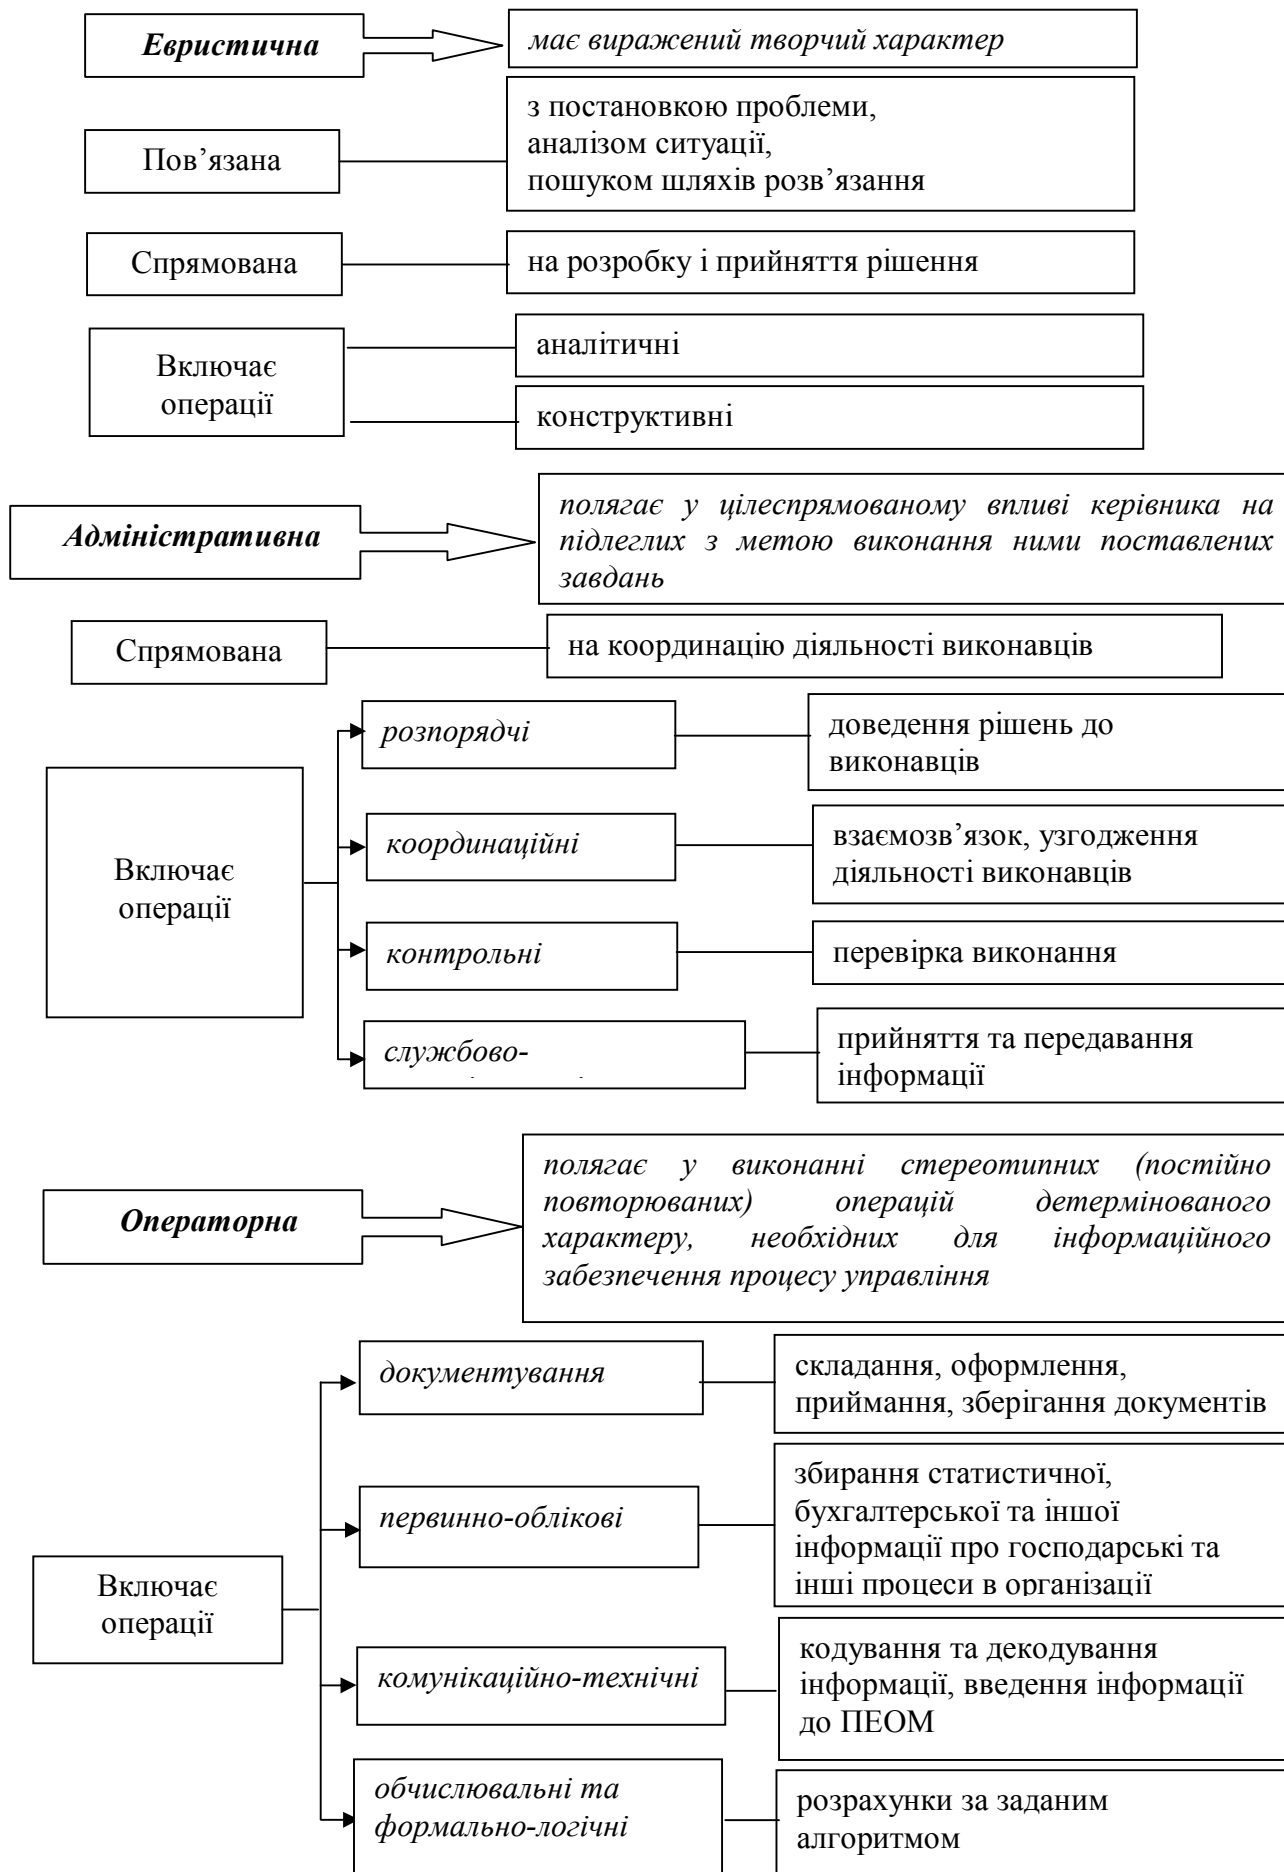 Евристична
має виражений творчий характер
Пов’язана
з постановкою проблеми,
аналізом ситуації,
пошуком шляхів розв’язання
Спрямована
на розробку і прийняття рішення
Включає
операції
аналітичні
конструктивні
Адміністративна
полягає у цілеспрямованому впливі керівника на
підлеглих з метою виконання ними поставлених
завдань
Спрямована
на координацію діяльності виконавців
Включає
операції
розпорядчі
доведення рішень до
виконавців
координаційні
взаємозв’язок, узгодження
діяльності виконавців
контрольні
перевірка виконання
службово-
прийняття та передавання
інформації
Операторна
полягає у виконанні стереотипних (постійно
повторюваних) операцій детермінованого
характеру, необхідних для інформаційного
забезпечення процесу управління
Включає
операції
документування
складання, оформлення,
приймання, зберігання документів
первинно-облікові
збирання статистичної,
бухгалтерської та іншої
інформації про господарські та
інші процеси в організації
комунікаційно-технічні
кодування та декодування
інформації, введення інформації
до ПЕОМ
обчислювальні та
формально-логічні
розрахунки за заданим
алгоритмом